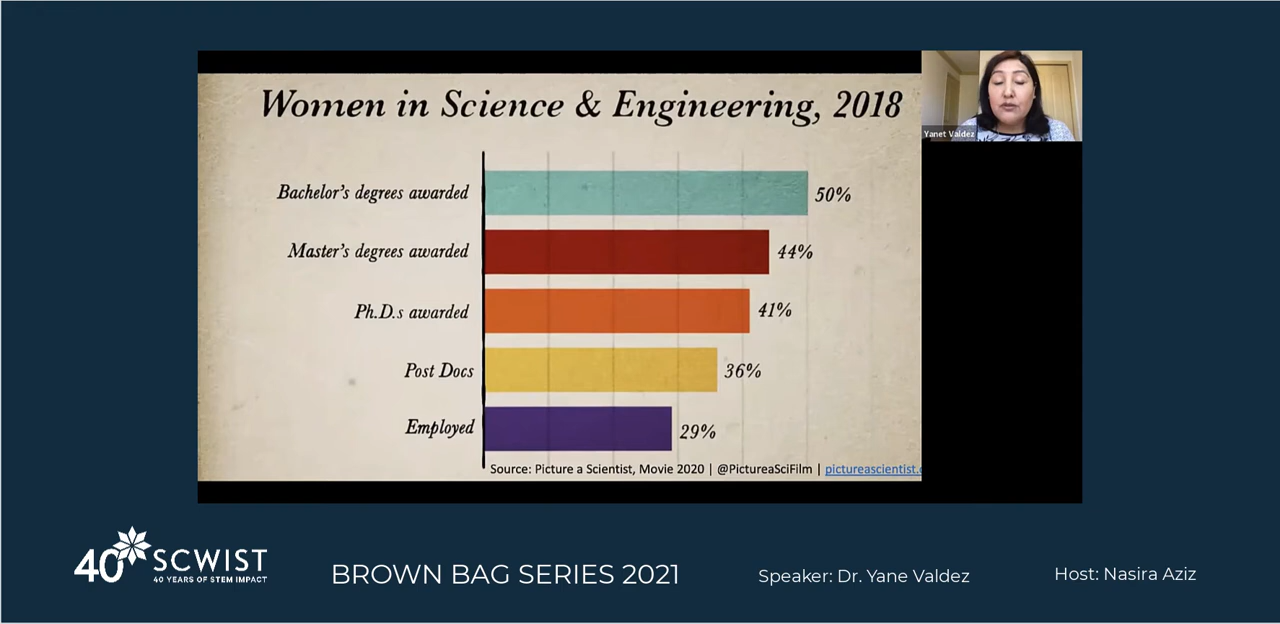 Women in Science & Engineering, 2018
Bachelor's degrees awarded
50%
Master's degrees awarded
44%
Ph.D.s awarded
41%
Post Docs
36%
Employed
29%
Source: Picture a Scientist, Movie 2020 | @PictureaSciFilm | pictureascientist.c
Yanet Valdez
40 SCWIST
40 YEARS OF STEM IMPACT
BROWN BAG SERIES 2021
Speaker: Dr. Yane Valdez
Host: Nasira Aziz